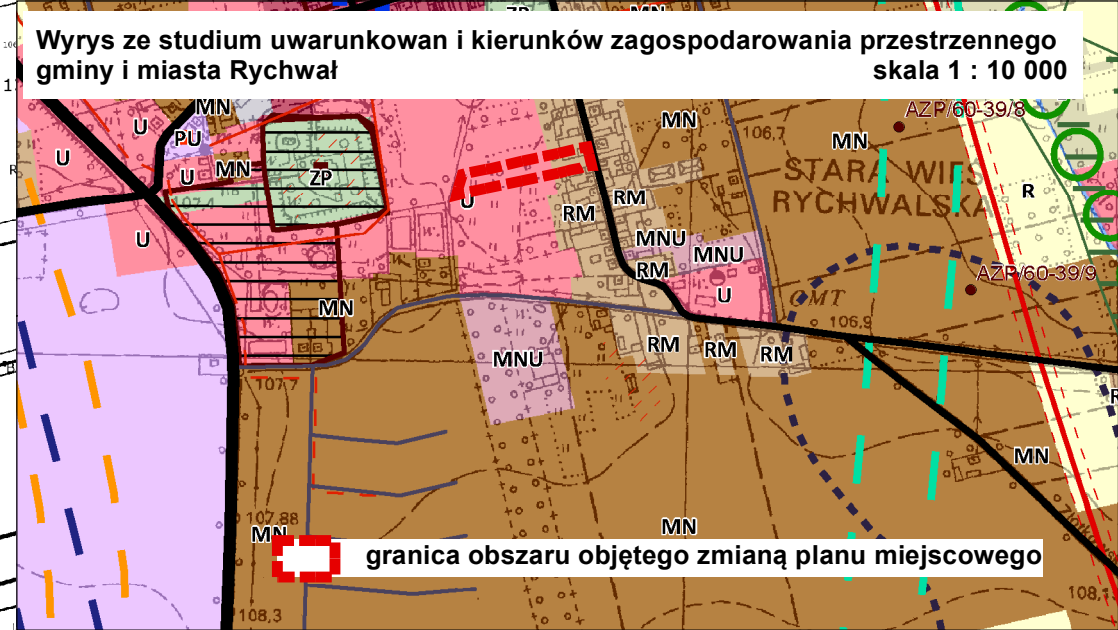 Wyrys ze studium uwarunkowan i kierunków zagospodarowania przestrzennego
gminy i miasta Rychwał
skala 1 : 10 000
MN
AZP/60-39/8
U
PU
MN
106,7
MN
U
U
MN
ZP
STARA WIEŚ
RYCHWALSKA
R
U
RM
RM
U
MNU
MNU
RM
AZP/60-39/9
U
MN
CMT
106,9
MNU
RM
RM
RM
107,7
MN
107,88
MN
MN
granica obszaru objętego zmianą planu miejscowego
108,3